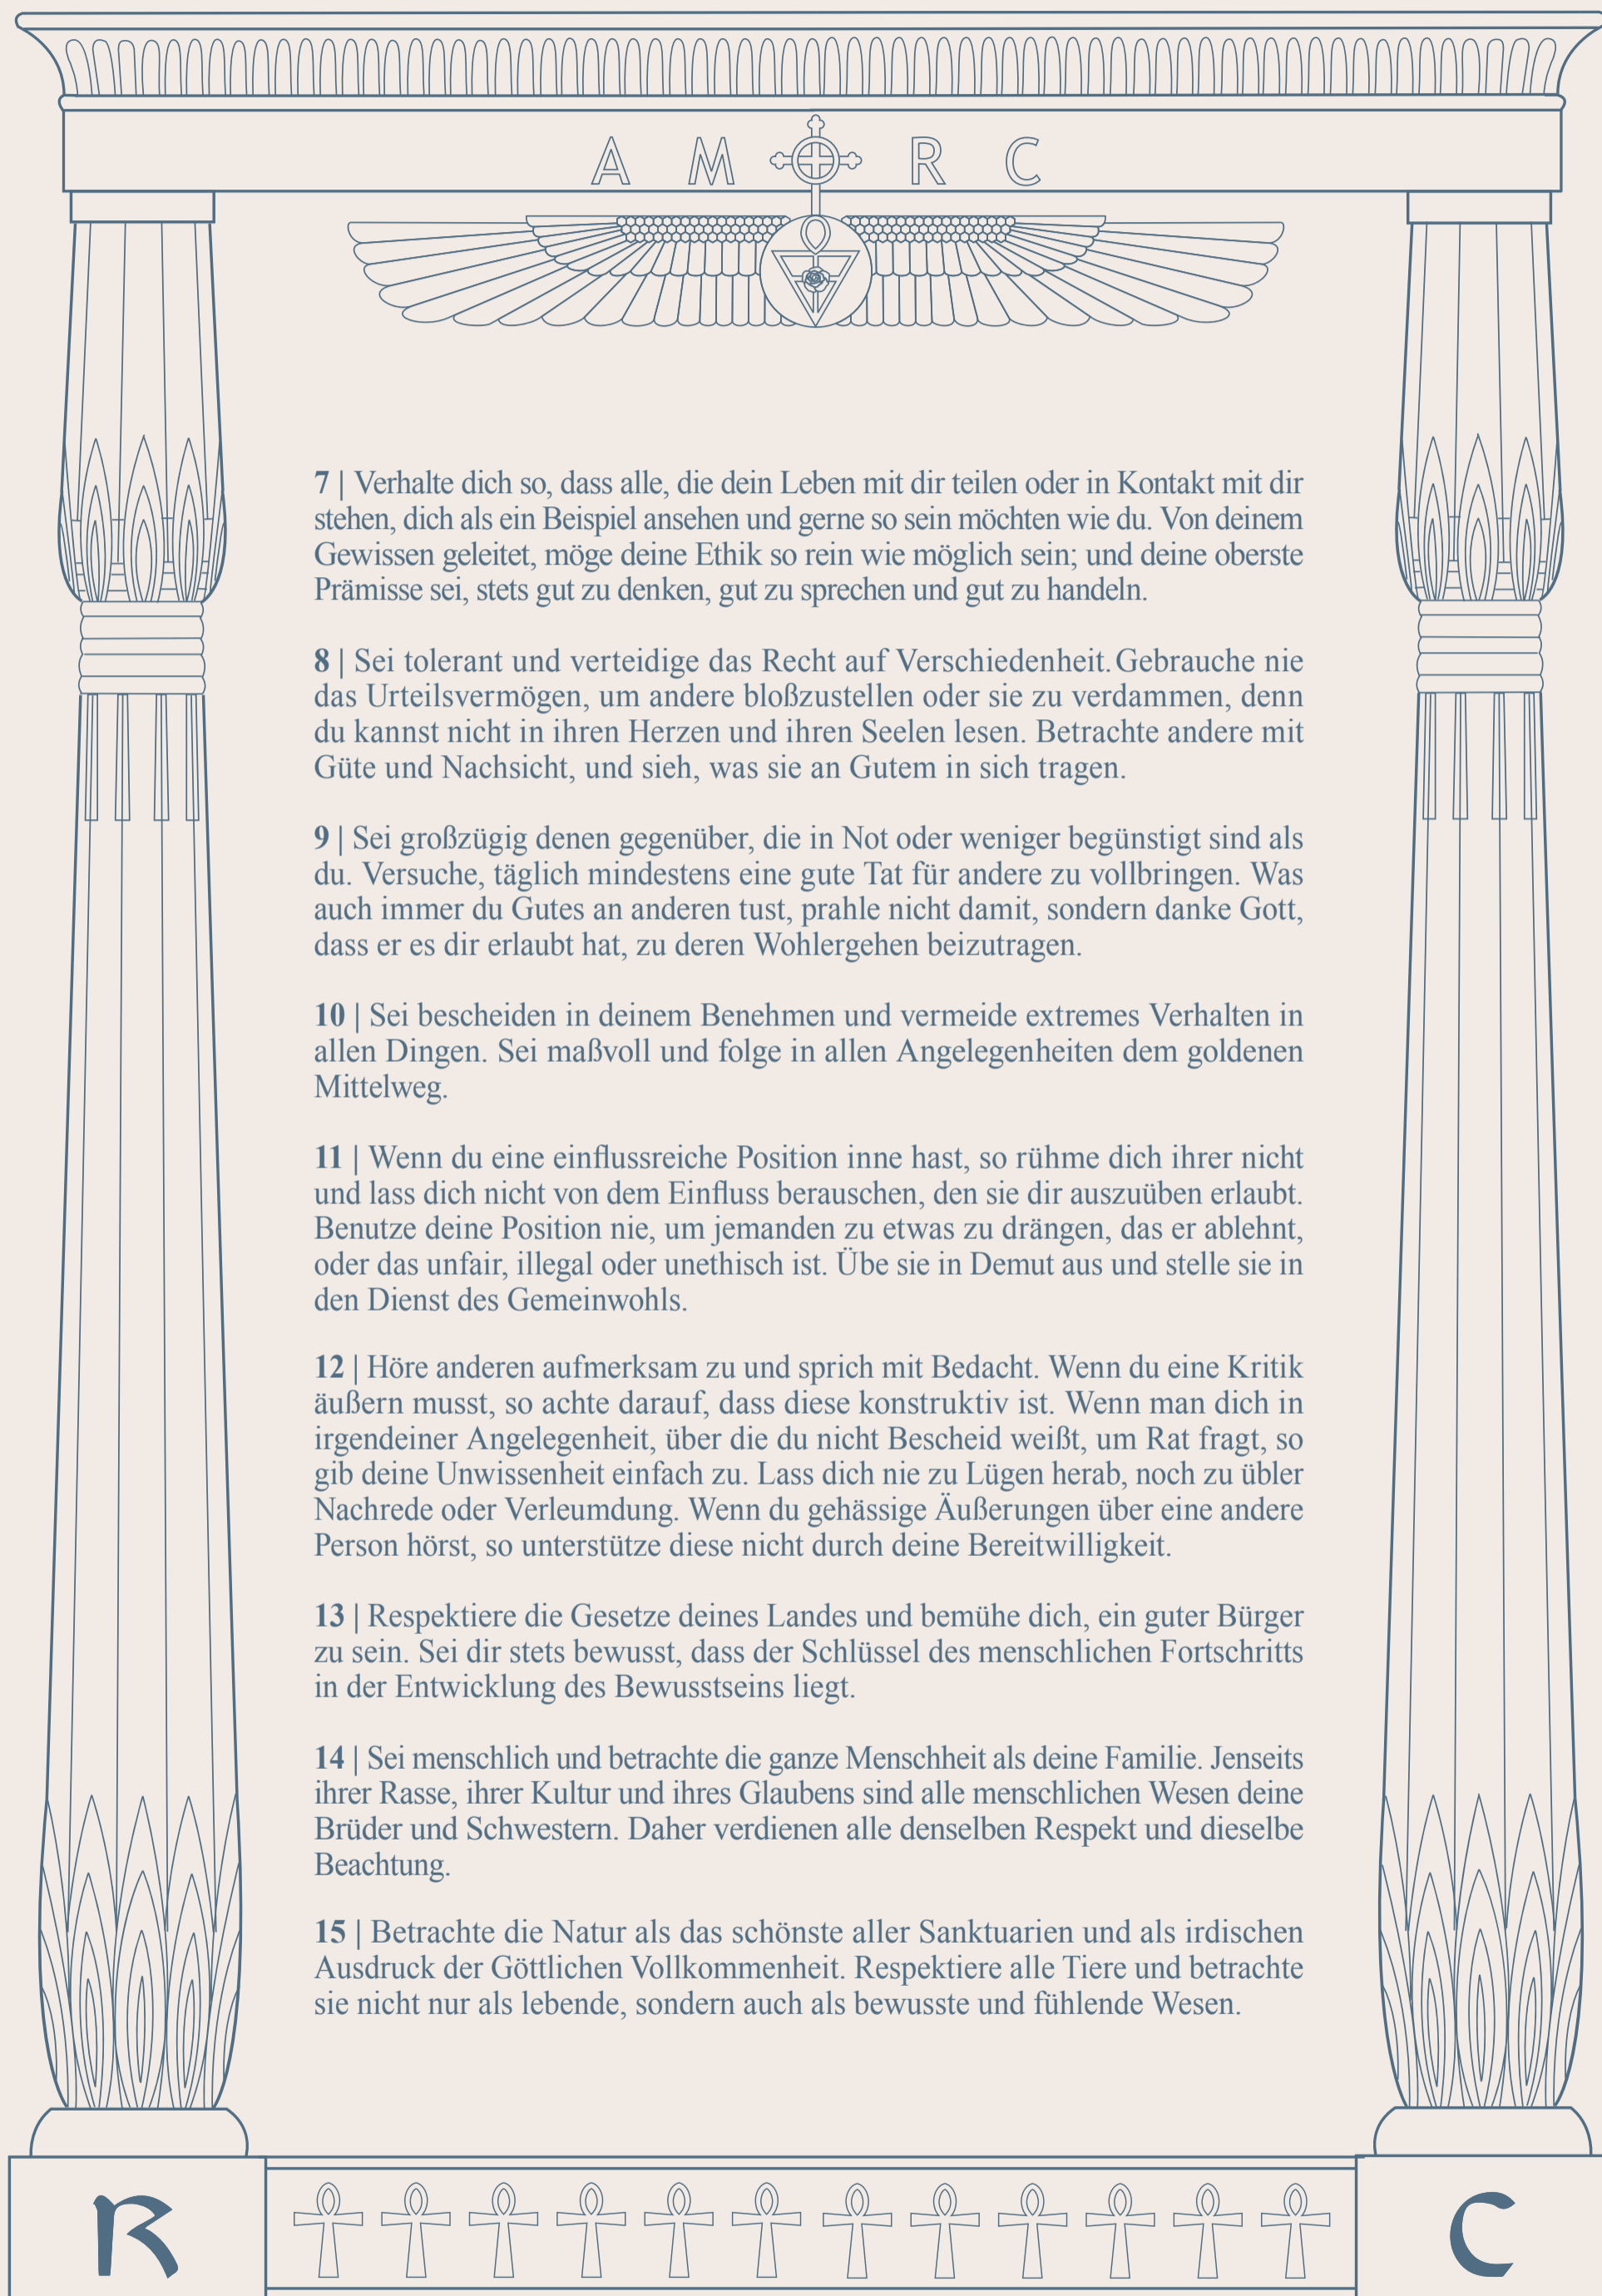 A M R C
7 | Verhalte dich so, dass alle, die dein Leben mit dir teilen oder in Kontakt mit dir
stehen, dich als ein Beispiel ansehen und gerne so sein möchten wie du. Von deinem
Gewissen geleitet, möge deine Ethik so rein wie möglich sein; und deine oberste
Prämisse sei, stets gut zu denken, gut zu sprechen und gut zu handeln.
8 | Sei tolerant und verteidige das Recht auf Verschiedenheit. Gebrauche nie
das Urteilsvermögen, um andere bloßzustellen oder sie zu verdammen, denn
du kannst nicht in ihren Herzen und ihren Seelen lesen. Betrachte andere mit
Güte und Nachsicht, und sieh, was sie an Gutem in sich tragen.
9 | Sei großzügig denen gegenüber, die in Not oder weniger begünstigt sind als
du. Versuche, täglich mindestens eine gute Tat für andere zu vollbringen. Was
auch immer du Gutes an anderen tust, prahle nicht damit, sondern danke Gott,
dass er es dir erlaubt hat, zu deren Wohlergehen beizutragen.
10 | Sei bescheiden in deinem Benehmen und vermeide extremes Verhalten in
allen Dingen. Sei maßvoll und folge in allen Angelegenheiten dem goldenen
Mittelweg.
11 | Wenn du eine einflussreiche Position inne hast, so rühme dich ihrer nicht
und lass dich nicht von dem Einfluss berauschen, den sie dir auszuüben erlaubt.
Benutze deine Position nie, um jemanden zu etwas zu drängen, das er ablehnt,
oder das unfair, illegal oder unethisch ist. Übe sie in Demut aus und stelle sie in
den Dienst des Gemeinwohls.
12 | Höre anderen aufmerksam zu und sprich mit Bedacht. Wenn du eine Kritik
äußern musst, so achte darauf, dass diese konstruktiv ist. Wenn man dich in
irgendeiner Angelegenheit, über die du nicht Bescheid weißt, um Rat fragt, so
gib deine Unwissenheit einfach zu. Lass dich nie zu Lügen herab, noch zu übler
Nachrede oder Verleumdung. Wenn du gehässige Äußerungen über eine andere
Person hörst, so unterstütze diese nicht durch deine Bereitwilligkeit.
13 | Respektiere die Gesetze deines Landes und bemühe dich, ein guter Bürger
zu sein. Sei dir stets bewusst, dass der Schlüssel des menschlichen Fortschritts
in der Entwicklung des Bewusstseins liegt.
14 | Sei menschlich und betrachte die ganze Menschheit als deine Familie. Jenseits
ihrer Rasse, ihrer Kultur und ihres Glaubens sind alle menschlichen Wesen deine
Brüder und Schwestern. Daher verdienen alle denselben Respekt und dieselbe
Beachtung.
15 | Betrachte die Natur als das schönste aller Sanktuarien und als irdischen
Ausdruck der Göttlichen Vollkommenheit. Respektiere alle Tiere und betrachte
sie nicht nur als lebende, sondern auch als bewusste und fühlende Wesen.
R C